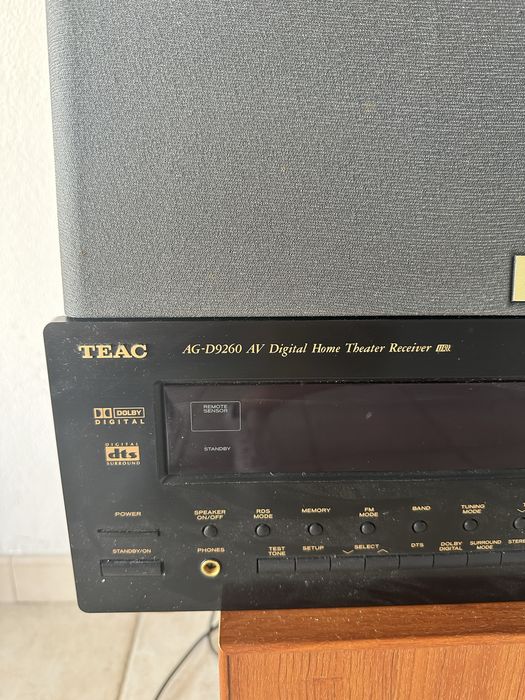 TEAC
AG-D9260 AV Digital Home Theater Receiver
DOLBY
DIGITAL
DIGITAL
dts
SURROUND
REMOTE
SENSOR
STANDBY
POWER
STANDBY/ON
SPEAKER
ON/OFF
RDS
MODE
MEMORY
FM
MODE
BAND
TUNING
MODE
PHONES
TEST
TONE
SETUP
SELECT
DTS
DOLBY
DIGITAL
SURROUND
MODE